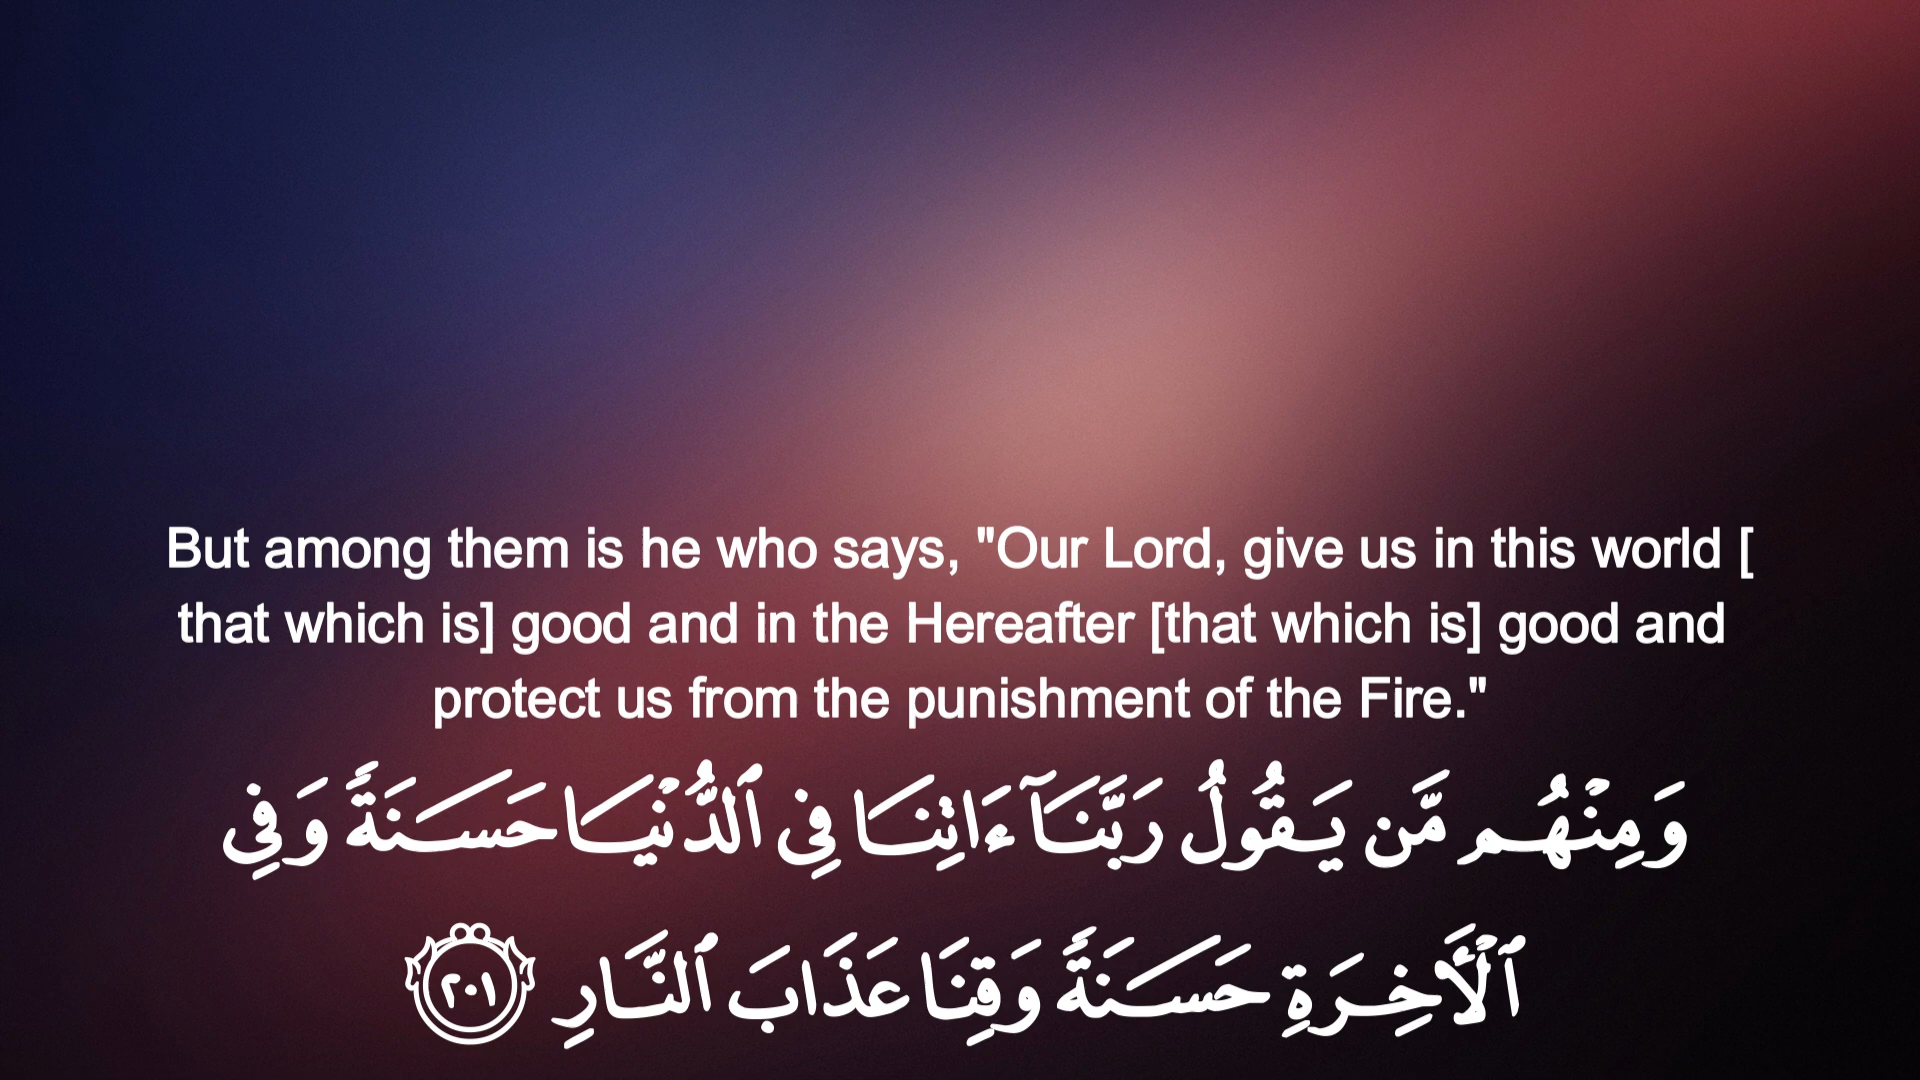 But among them is he who says, "Our Lord, give us in this world [
that which is] good and in the Hereafter [that which is] good and
protect us from the punishment of the Fire."
وَمِنْهُم مَّن يَقُولُ رَبَّنَآ ءَاتِنَا فِى ٱلدُّنْيَا حَسَنَةً وَفِى
ٱلْـَٔاخِرَةِ حَسَنَةً وَقِنَا عَذَابَ ٱلنَّارِ ٢٠١